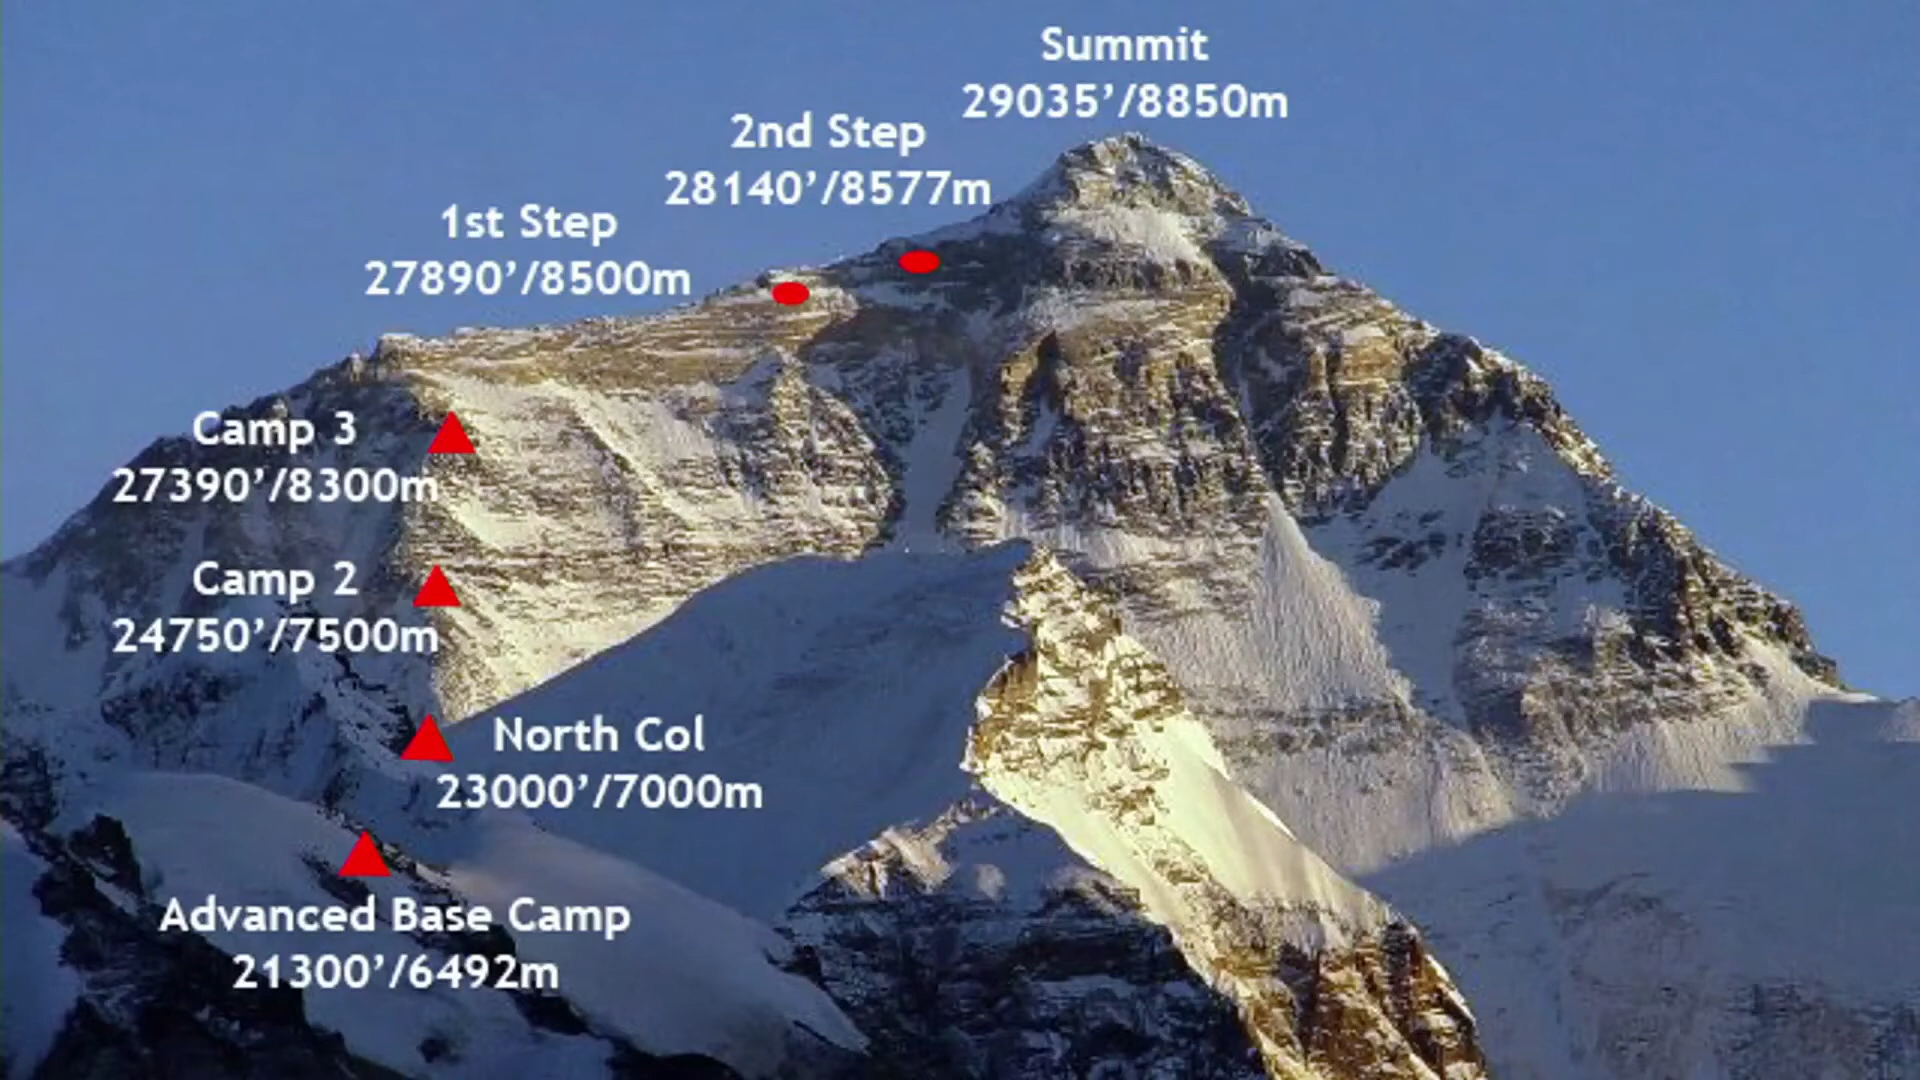 Summit
29035’/8850m
2nd Step
28140’/8577m
1st Step
27890’/8500m
Camp 3
27390’/8300m
Camp 2
24750’/7500m
North Col
23000’/7000m
Advanced Base Camp
21300’/6492m